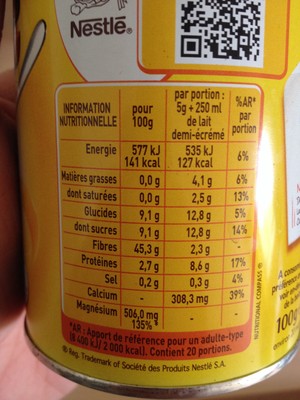 Nestlé®
INFORMATION NUTRITIONNELLE pour 100g par portion : 5g + 250 ml de lait demi-écrémé %AR* par portion
Energie 577 kJ 141 kcal 535 kJ 127 kcal 6%
Matières grasses 0,0 g 4,1 g 6%
dont saturées 0,0 g 2,5 g 13%
Glucides 9,1 g 12,8 g 5%
dont sucres 9,1 g 12,8 g 14%
Fibres 45,3 g 2,3 g -
Protéines 12,7 g 8,6 g 17%
Sel 0,2 g 0,3 g 4%
Calcium - 308,3 mg 39%
Magnésium 506,0 mg 135% - -
*AR : Apport de référence pour un adulte-type
(8 400 kJ/ 2 000 kcal). Contient 20 portions.
® Reg. Trademark of Société des Produits Nestlé S.A.
NUTRITIONAL COMPASS ®
100g